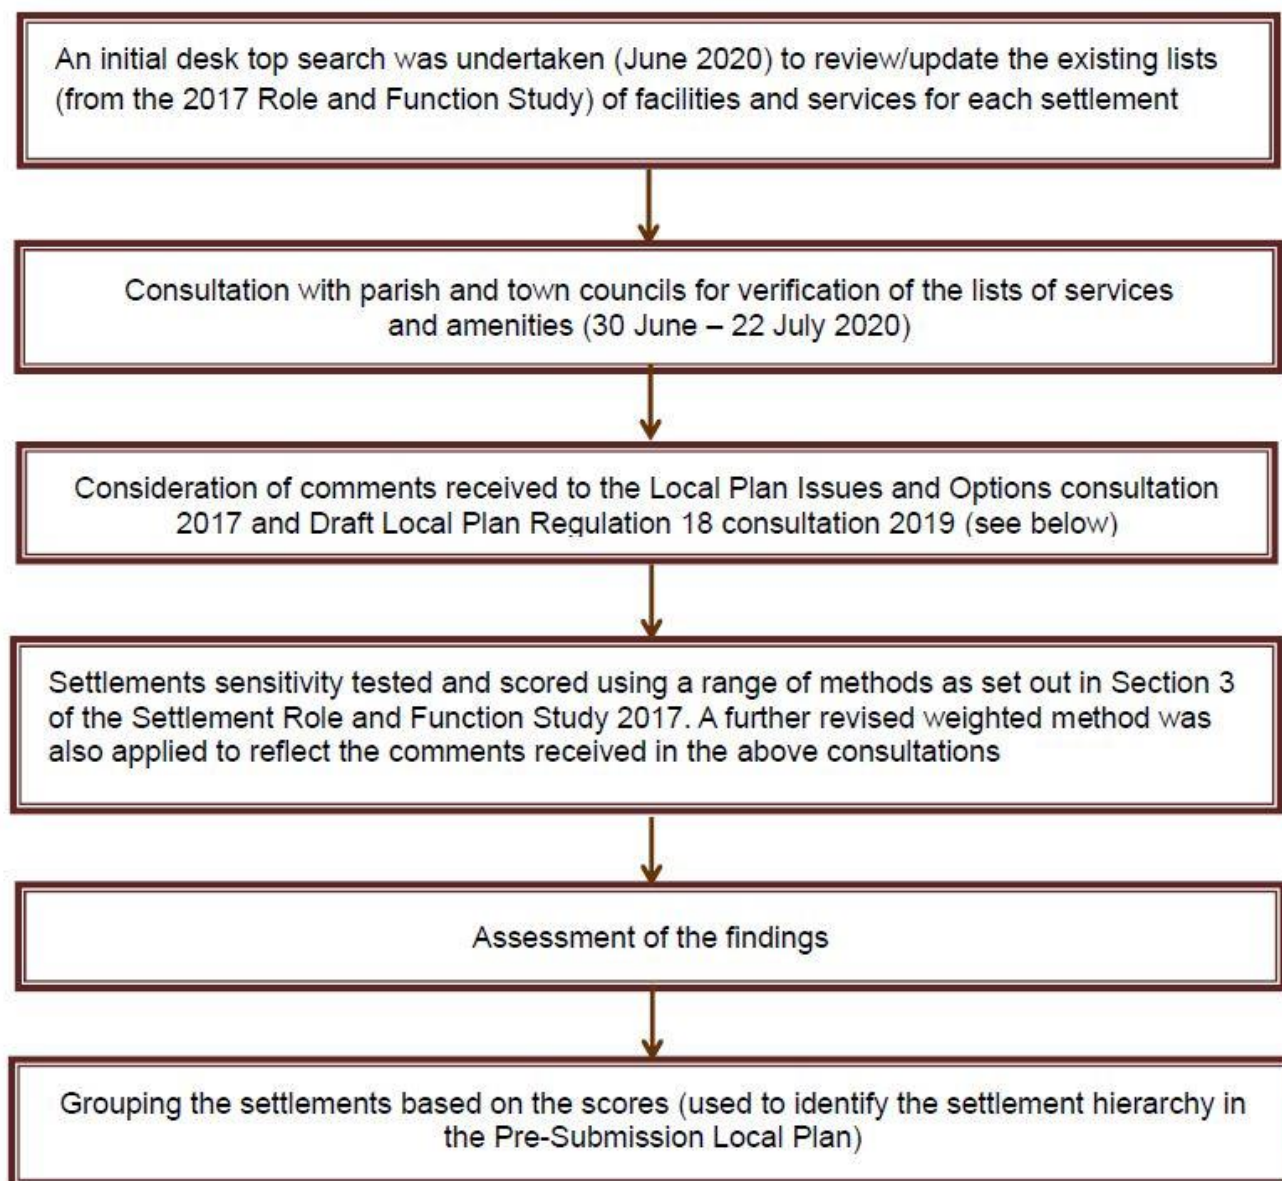 An initial desk top search was undertaken (June 2020) to review/update the existing lists
(from the 2017 Role and Function Study) of facilities and services for each settlement
Consultation with parish and town councils for verification of the lists of services
and amenities (30 June – 22 July 2020)
Consideration of comments received to the Local Plan Issues and Options consultation
2017 and Draft Local Plan Regulation 18 consultation 2019 (see below)
Settlements sensitivity tested and scored using a range of methods as set out in Section 3
of the Settlement Role and Function Study 2017. A further revised weighted method was
also applied to reflect the comments received in the above consultations
Assessment of the findings
Grouping the settlements based on the scores (used to identify the settlement hierarchy in
the Pre-Submission Local Plan)